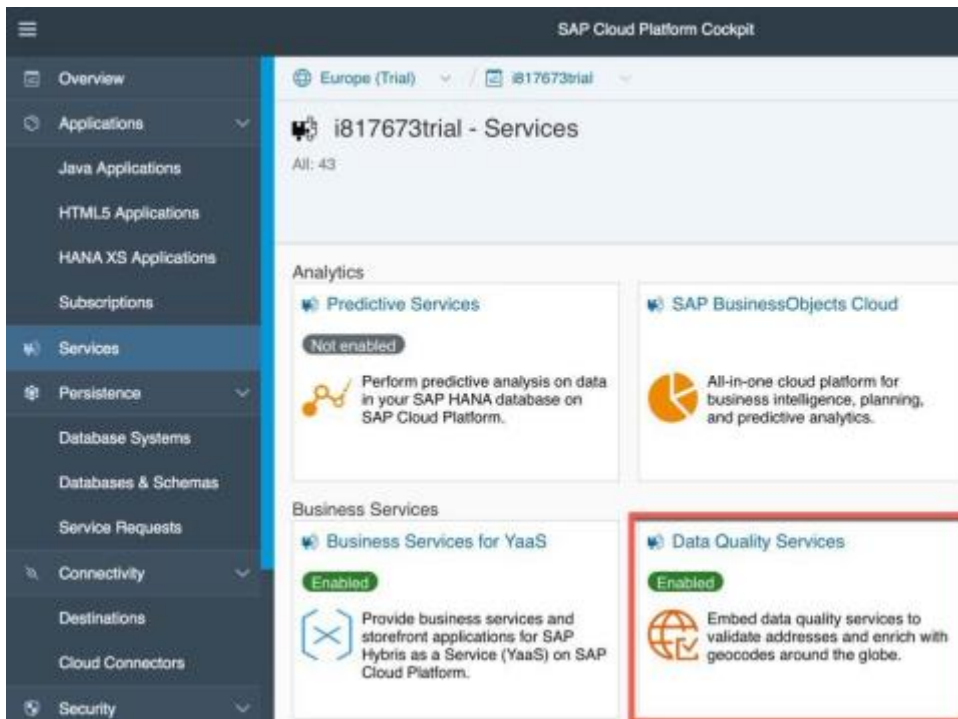 SAP Cloud Platform Cockpit
Overview
Applications
Java Applications
HTML5 Applications
HANA XS Applications
Subscriptions
Services
Persistence
Database Systems
Databases & Schemas
Service Requests
Connectivity
Destinations
Cloud Connectors
Security
Europe (Trial) / i817673trial
i817673trial - Services
All: 43
Analytics
Predictive Services
Not enabled
Perform predictive analysis on data
in your SAP HANA database on
SAP Cloud Platform.
SAP BusinessObjects Cloud
All-in-one cloud platform for
business intelligence, planning,
and predictive analytics.
Business Services
Business Services for YaaS
Enabled
Provide business services and
storefront applications for SAP
Hybris as a Service (YaaS) on SAP
Cloud Platform.
Data Quality Services
Enabled
Embed data quality services to
validate addresses and enrich with
geocodes around the globe.